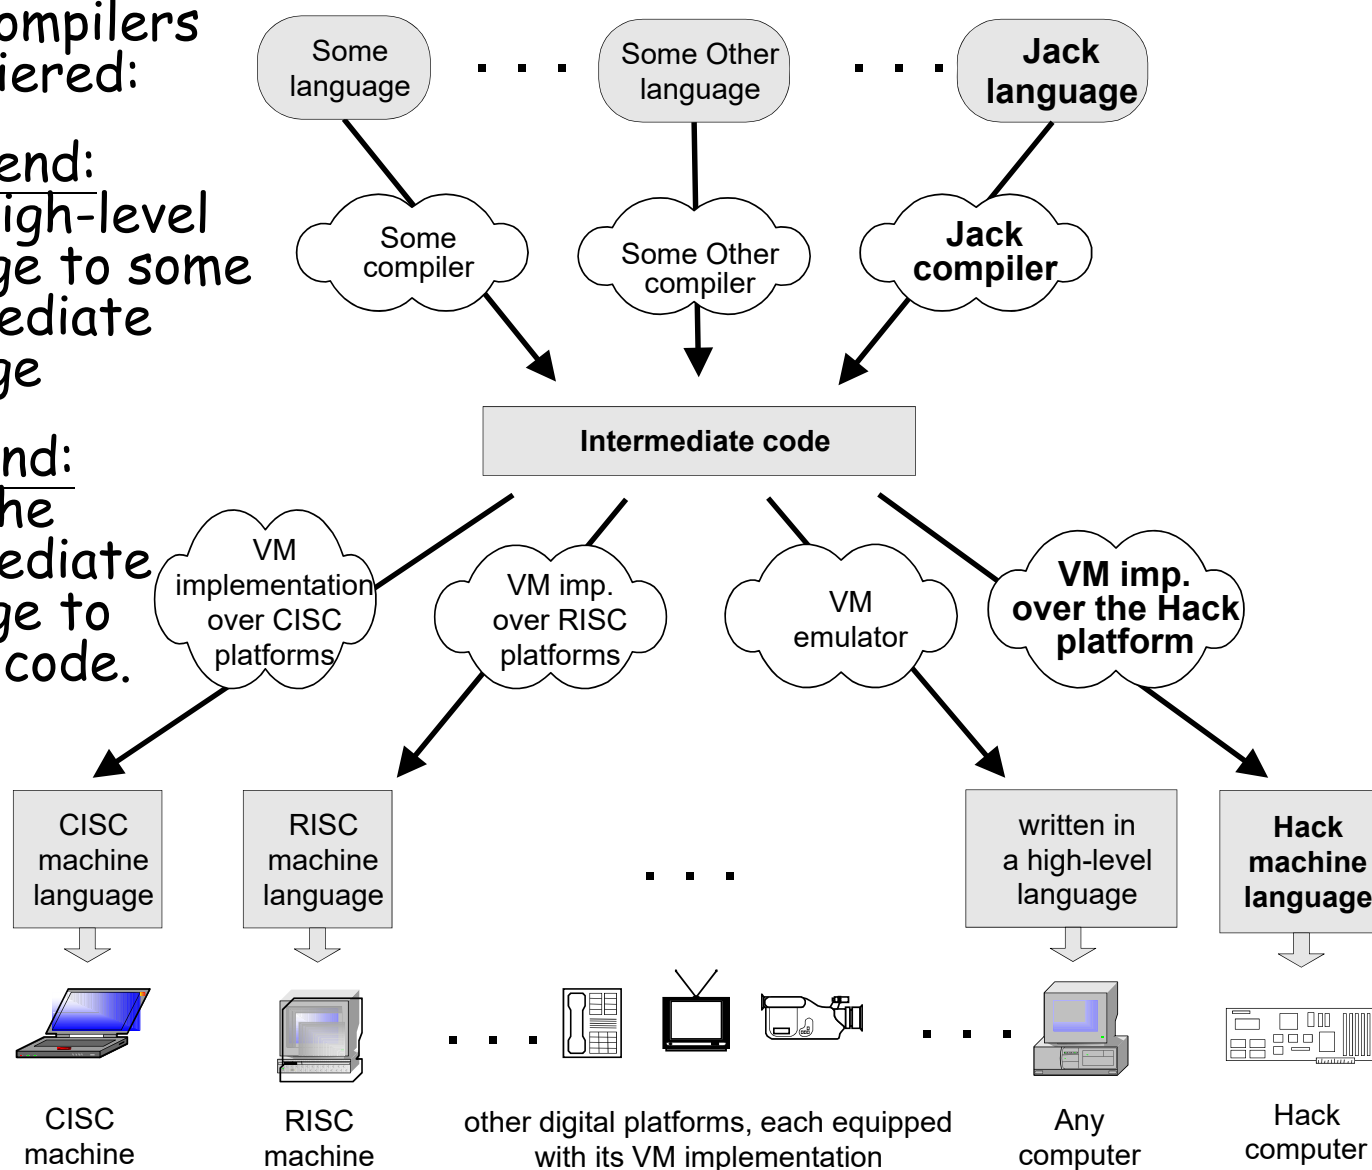 ompilers
iered:
end:
igh-level
ge to some
ediate
ge
nd:
he
ediate
ge to
code.
Some
language
. . .
Some Other
language
. . .
Jack
language
Some
compiler
Some Other
compiler
Jack
compiler
Intermediate code
VM
implementation
over CISC
platforms
VM imp.
over RISC
platforms
VM
emulator
VM imp.
over the Hack
platform
CISC
machine
language
RISC
machine
language
. . .
written in
a high-level
language
Hack
machine
language
. . .
. . .
CISC
machine
RISC
machine
other digital platforms, each equipped
with its VM implementation
Any
computer
Hack
computer